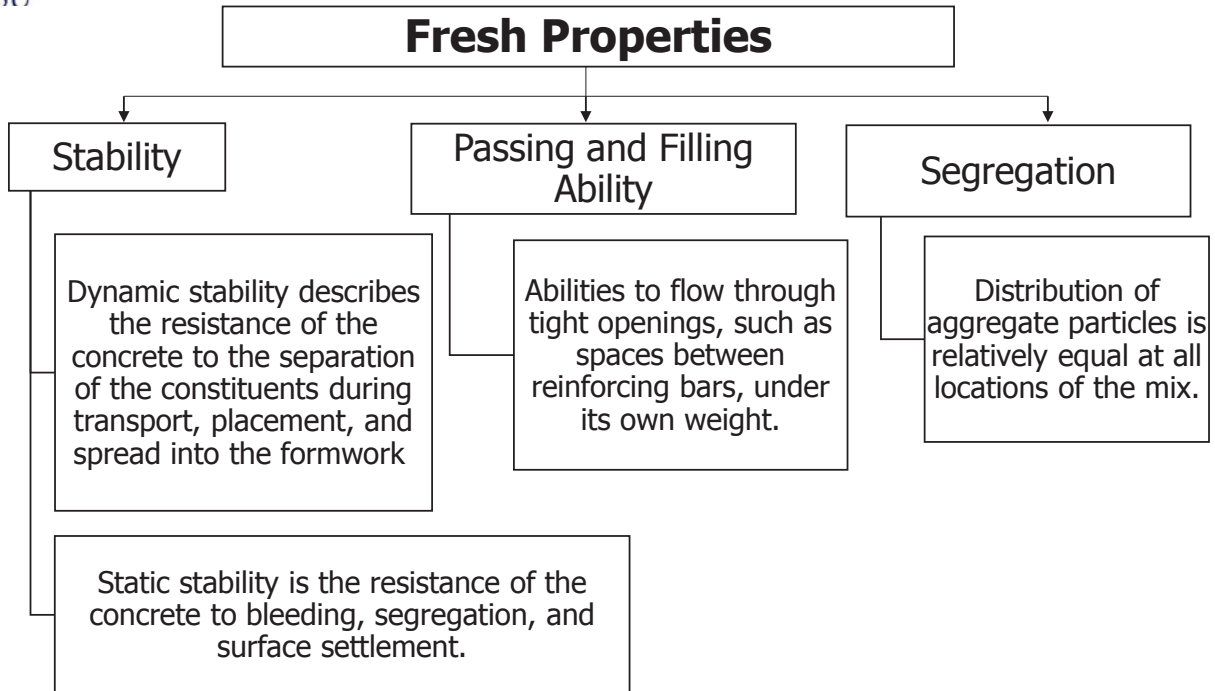 Fresh Properties
Stability
Passing and Filling
Ability
Segregation
Dynamic stability describes
the resistance of the
concrete to the separation
of the constituents during
transport, placement, and
spread into the formwork
Abilities to flow through
tight openings, such as
spaces between
reinforcing bars, under
its own weight.
Distribution of
aggregate particles is
relatively equal at all
locations of the mix.
Static stability is the resistance of the
concrete to bleeding, segregation, and
surface settlement.